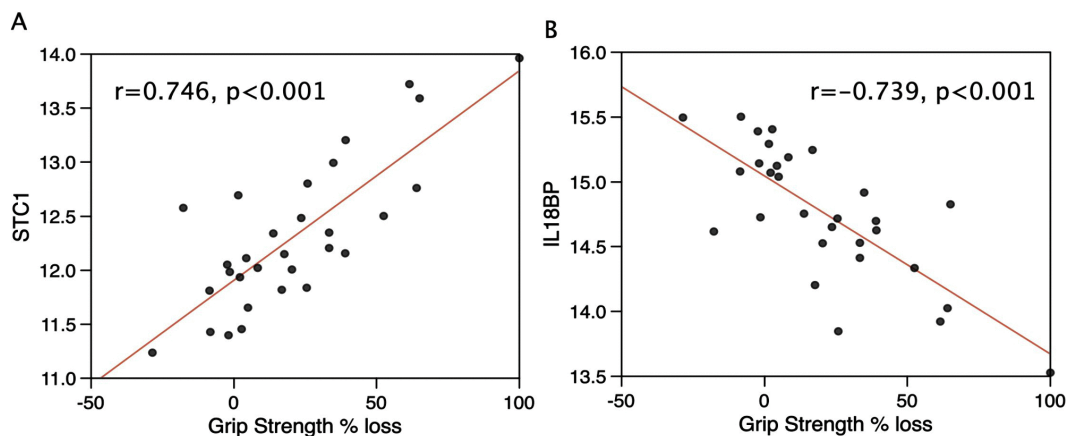 A
STC1
14.0
13.5
13.0
12.5
12.0
11.5
11.0
r=0.746, p<0.001
-50
0
50
100
Grip Strength % loss
B
IL18BP
16.0
15.5
15.0
14.5
14.0
13.5
r=-0.739, p<0.001
-50
0
50
100
Grip Strength % loss